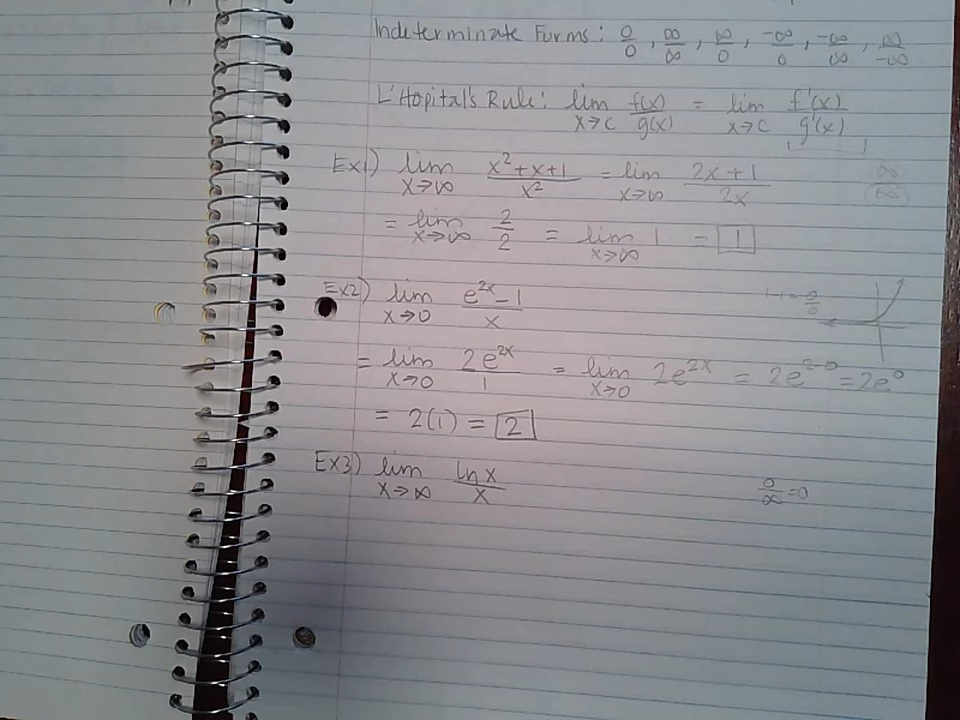 Indeterminate Forms: 0/0, ∞/∞, ∞/0, -∞/0, -∞/∞, ∞/-∞
L'Hopital's Rule: lim x→c f(x)/g(x) = lim x→c f'(x)/g'(x)
Ex1) lim x→∞ (x²+x+1)/x² = lim x→∞ (2x+1)/2x ∞/∞
= lim x→∞ 2/2 = lim x→∞ 1 = 1
Ex2) lim x→0 (e^2x - 1)/x
= lim x→0 2e^2x/1 = lim x→0 2e^2x = 2e^2·0 = 2e^0
= 2(1) = 2
Ex3) lim x→∞ ln x/x 0/∞ = 0